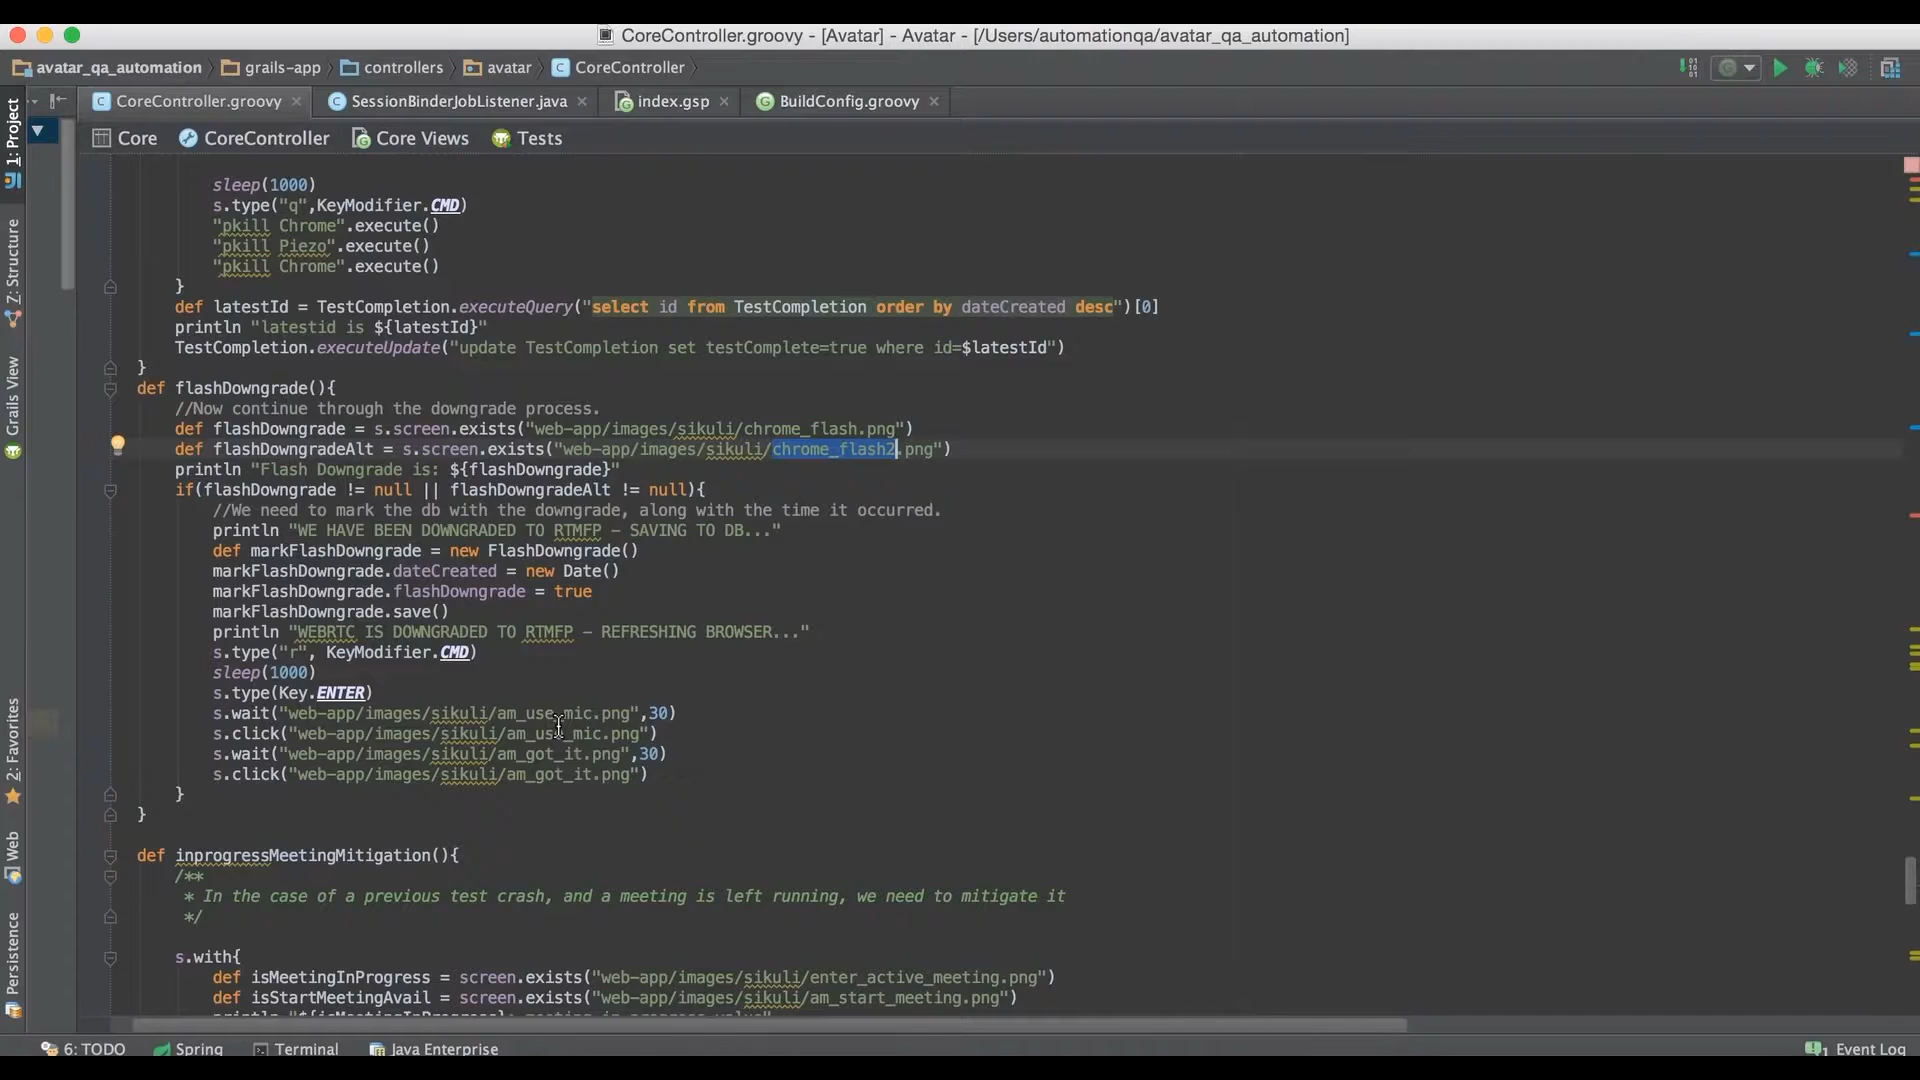 CoreController.groovy - [Avatar] - Avatar - [/Users/automationqa/avatar_qa_automation]
avatar_qa_automation grails-app controllers avatar CoreController
CoreController.groovy SessionBinderJobListener.java index.gsp BuildConfig.groovy
Core CoreController Core Views Tests
1: Project
7: Structure
Grails View
2: Favorites
Web
Persistence
sleep(1000)
s.type("q",KeyModifier.CMD)
"pkill Chrome".execute()
"pkill Piezo".execute()
"pkill Chrome".execute()
}
def latestId = TestCompletion.executeQuery("select id from TestCompletion order by dateCreated desc")[0]
println "latestid is ${latestId}"
TestCompletion.executeUpdate("update TestCompletion set testComplete=true where id=$latestId")
}
def flashDowngrade(){
//Now continue through the downgrade process.
def flashDowngrade = s.screen.exists("web-app/images/sikuli/chrome_flash.png")
def flashDowngradeAlt = s.screen.exists("web-app/images/sikuli/chrome_flash2.png")
println "Flash Downgrade is: ${flashDowngrade}"
if(flashDowngrade != null || flashDowngradeAlt != null){
//We need to mark the db with the downgrade, along with the time it occurred.
println "WE HAVE BEEN DOWNGRADED TO RTMFP - SAVING TO DB..."
def markFlashDowngrade = new FlashDowngrade()
markFlashDowngrade.dateCreated = new Date()
markFlashDowngrade.flashDowngrade = true
markFlashDowngrade.save()
println "WEBRTC IS DOWNGRADED TO RTMFP - REFRESHING BROWSER..."
s.type("r", KeyModifier.CMD)
sleep(1000)
s.type(Key.ENTER)
s.wait("web-app/images/sikuli/am_use_mic.png",30)
s.click("web-app/images/sikuli/am_use_mic.png")
s.wait("web-app/images/sikuli/am_got_it.png",30)
s.click("web-app/images/sikuli/am_got_it.png")
}
}
def inprogressMeetingMitigation(){
/**
* In the case of a previous test crash, and a meeting is left running, we need to mitigate it
*/
s.with{
def isMeetingInProgress = screen.exists("web-app/images/sikuli/enter_active_meeting.png")
def isStartMeetingAvail = screen.exists("web-app/images/sikuli/am_start_meeting.png")
6: TODO Spring Terminal Java Enterprise 1 Event Log